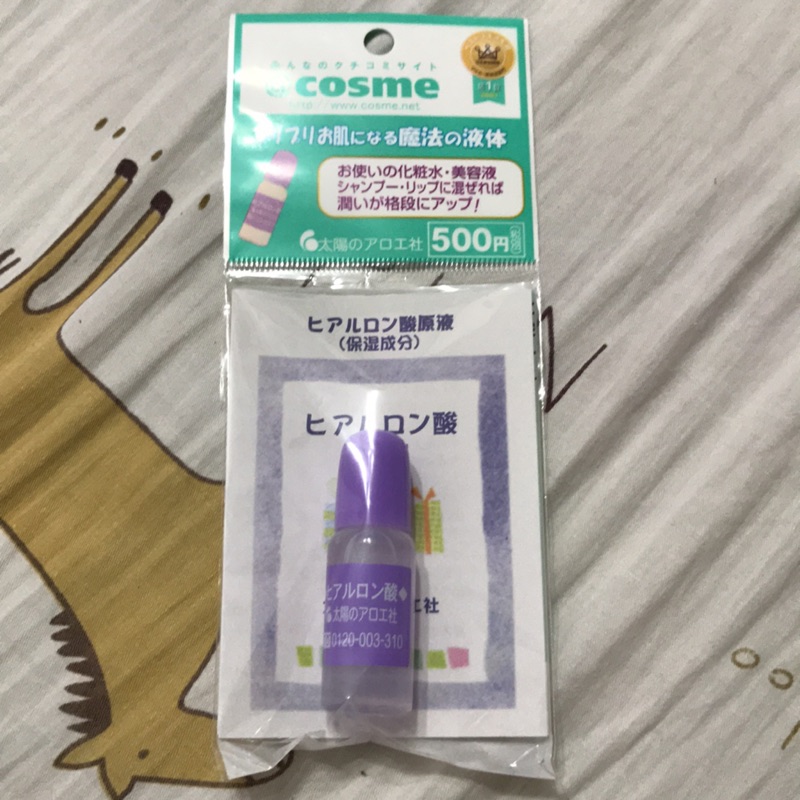 みんなのクチコミサイト
@cosme
http://www.cosme.net
プリプリお肌になる魔法の液体
お使いの化粧水・美容液
シャンプー・リップに混ぜれば
潤いが格段にアップ!
太陽のアロエ社
500円
ヒアルロン酸原液
(保湿成分)
ヒアルロン酸
ヒアルロン酸
太陽のアロエ社
0120-003-310
エ社